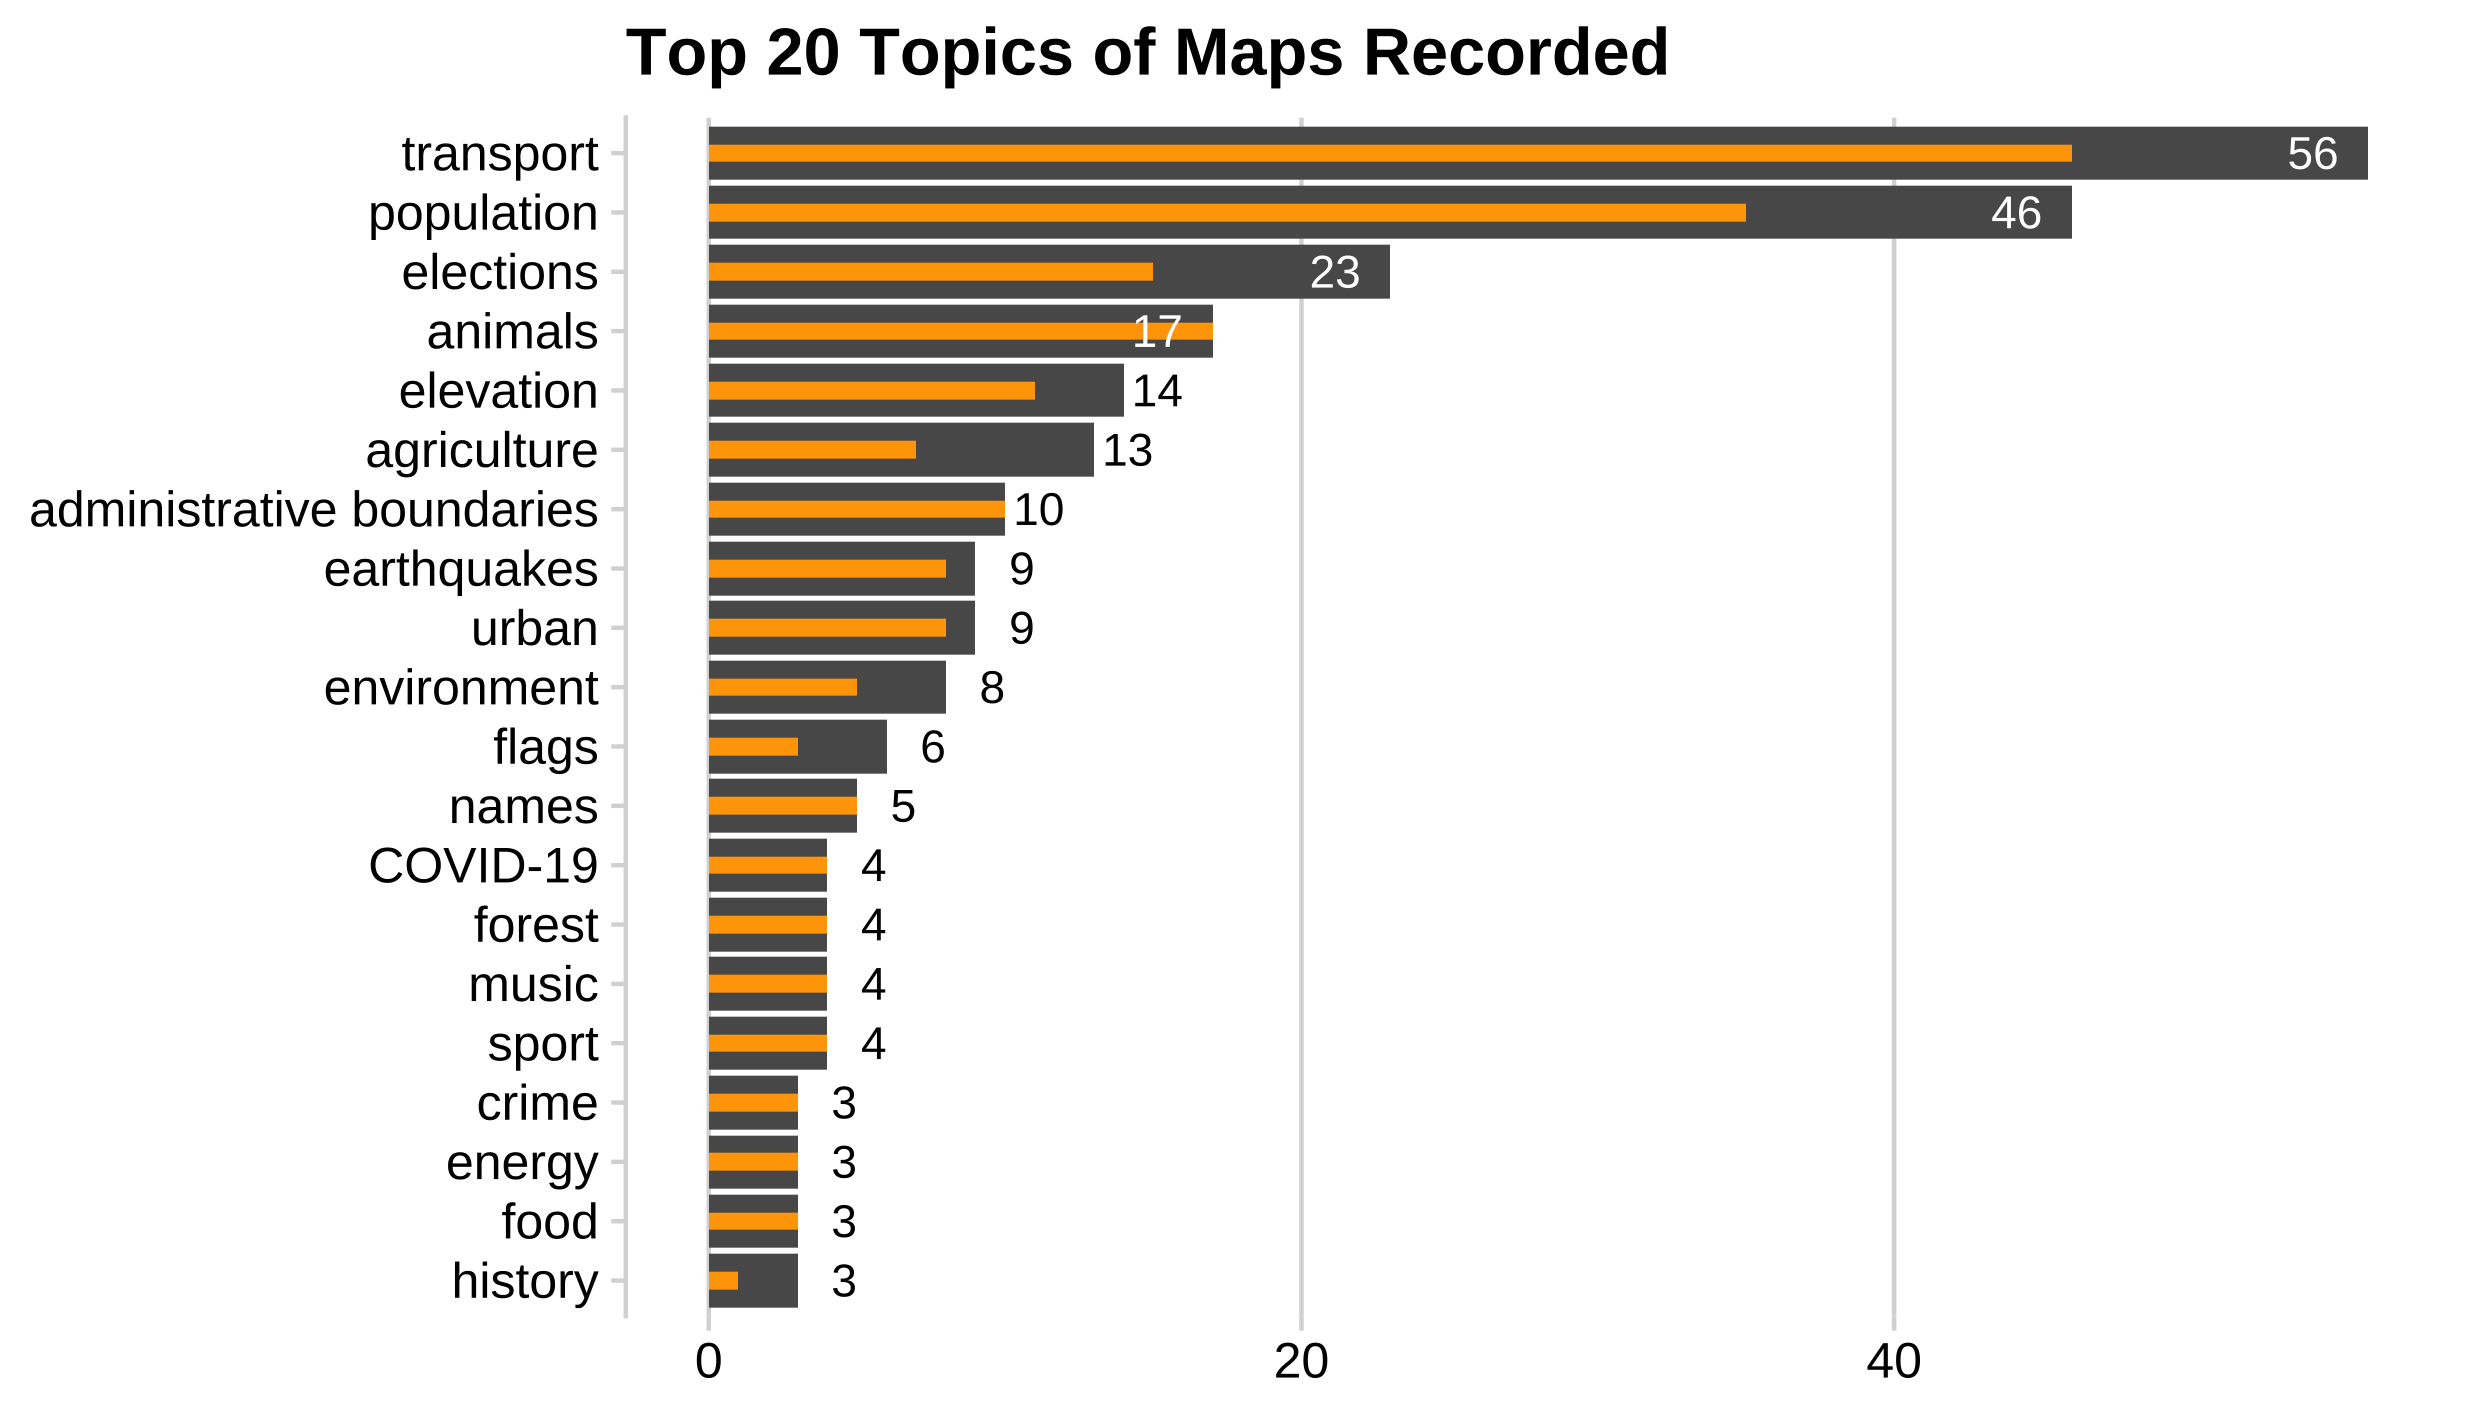 Top 20 Topics of Maps Recorded
transport 56
population 46
elections 23
animals 17
elevation 14
agriculture 13
administrative boundaries 10
earthquakes 9
urban 9
environment 8
flags 6
names 5
COVID-19 4
forest 4
music 4
sport 4
crime 3
energy 3
food 3
history 3
0 20 40